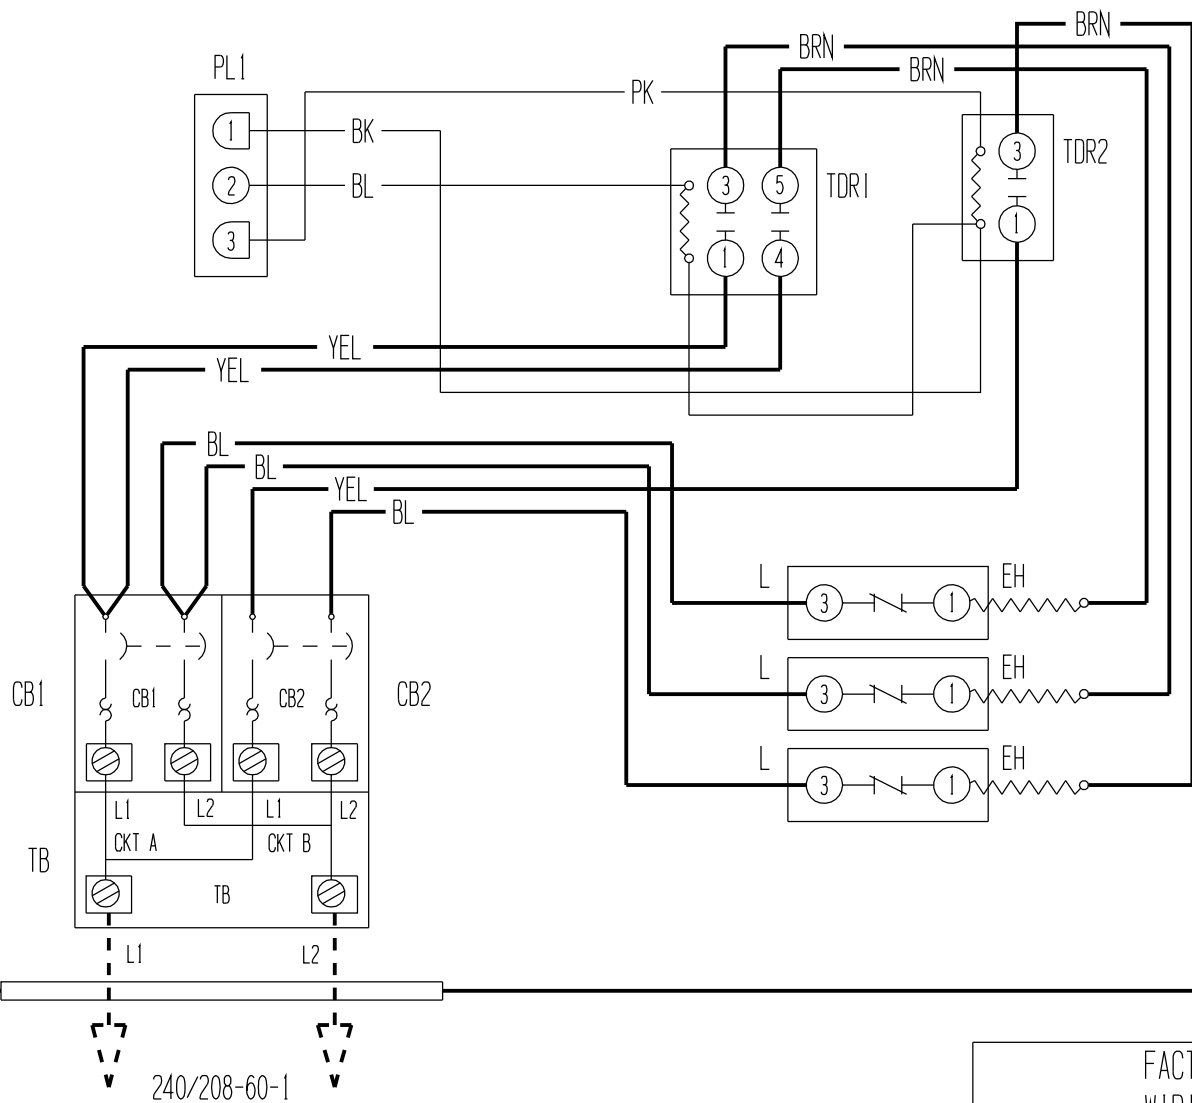 BRN
BRN
BRN
PL1
PK
1
BK
3
TDR2
2
BL
3
5
TDR1
3
1
1
4
YEL
YEL
BL
BL
YEL
BL
L
3
1
EH
L
3
1
EH
CB1
CB1
CB2
CB2
L
3
1
EH
L1
L2
L1
L2
CKT A
CKT B
TB
TB
L1
L2
240/208-60-1
FACT
WIRI